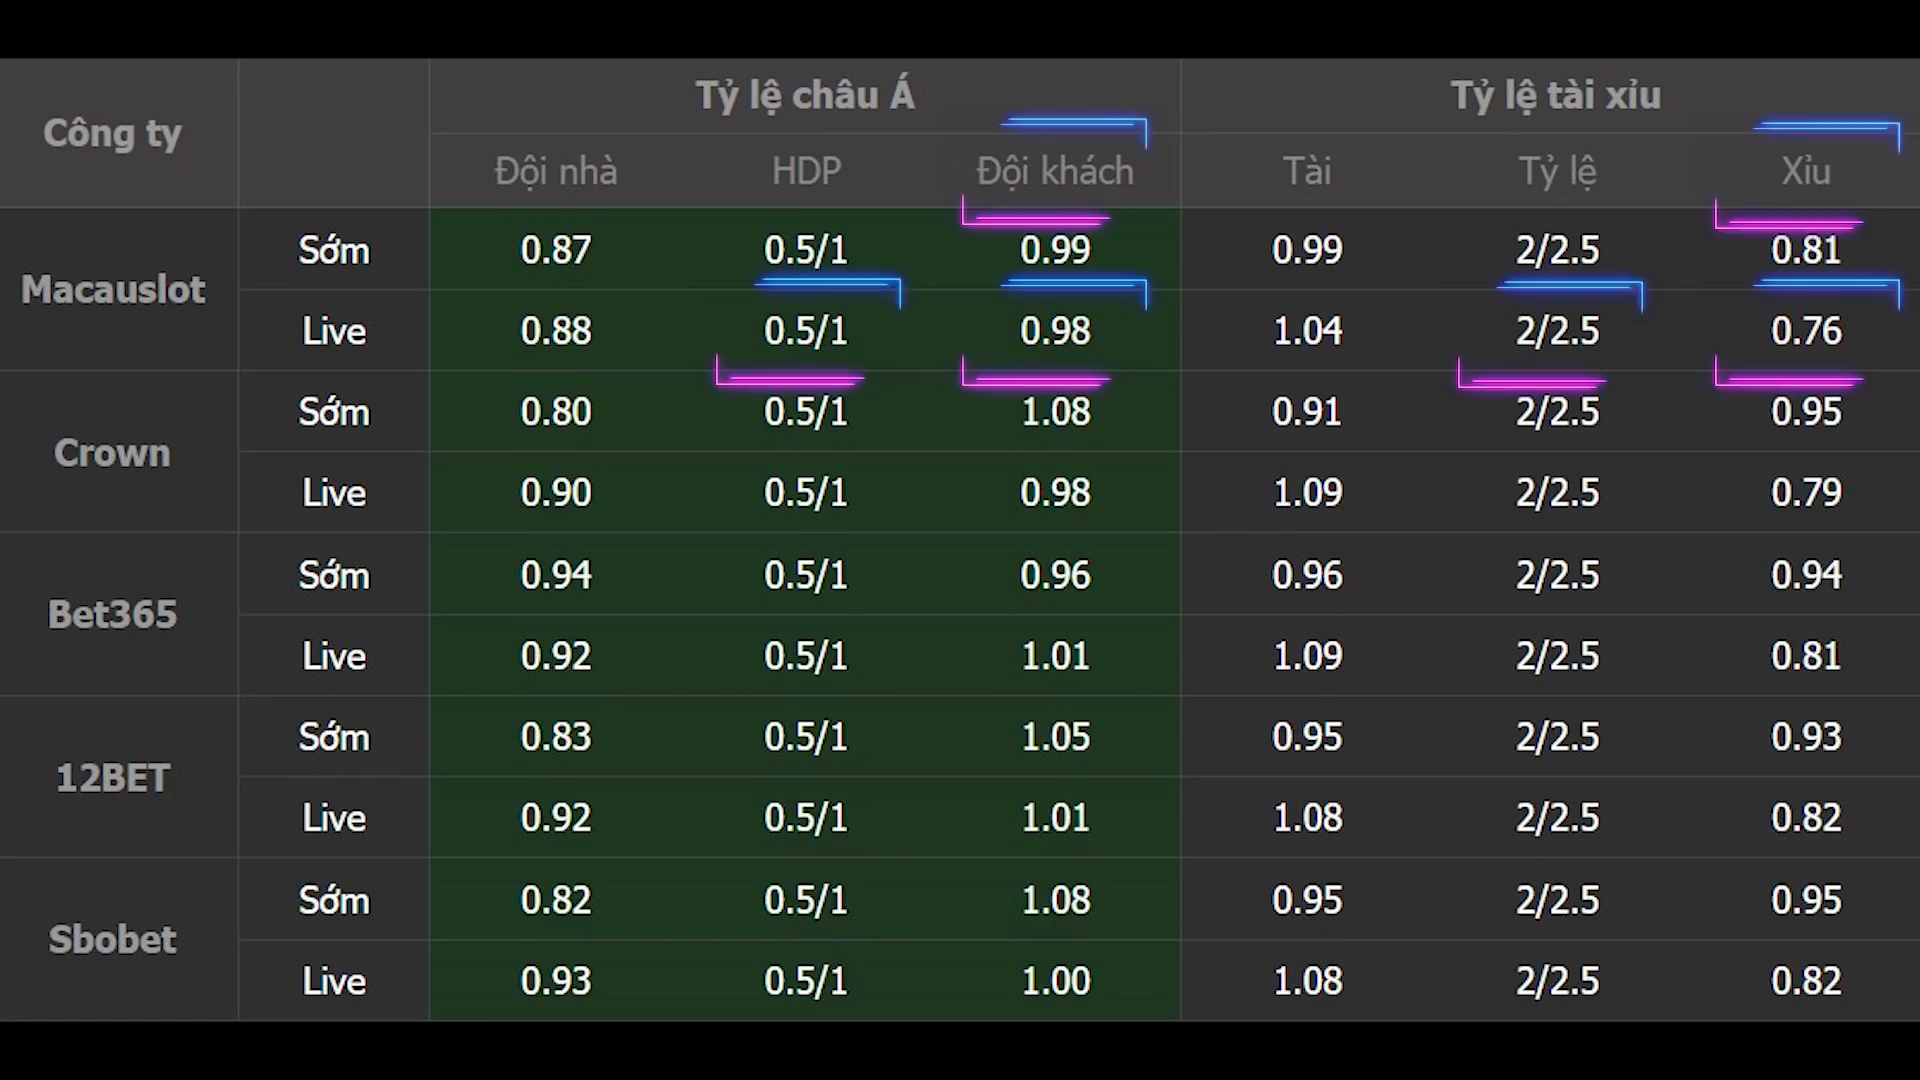 Công ty Tỷ lệ châu Á Tỷ lệ tài xỉu
Đội nhà HDP Đội khách Tài Tỷ lệ Xỉu
Macauslot
Sớm 0.87 0.5/1 0.99 0.99 2/2.5 0.81
Live 0.88 0.5/1 0.98 1.04 2/2.5 0.76
Crown
Sớm 0.80 0.5/1 1.08 0.91 2/2.5 0.95
Live 0.90 0.5/1 0.98 1.09 2/2.5 0.79
Bet365
Sớm 0.94 0.5/1 0.96 0.96 2/2.5 0.94
Live 0.92 0.5/1 1.01 1.09 2/2.5 0.81
12BET
Sớm 0.83 0.5/1 1.05 0.95 2/2.5 0.93
Live 0.92 0.5/1 1.01 1.08 2/2.5 0.82
Sbobet
Sớm 0.82 0.5/1 1.08 0.95 2/2.5 0.95
Live 0.93 0.5/1 1.00 1.08 2/2.5 0.82